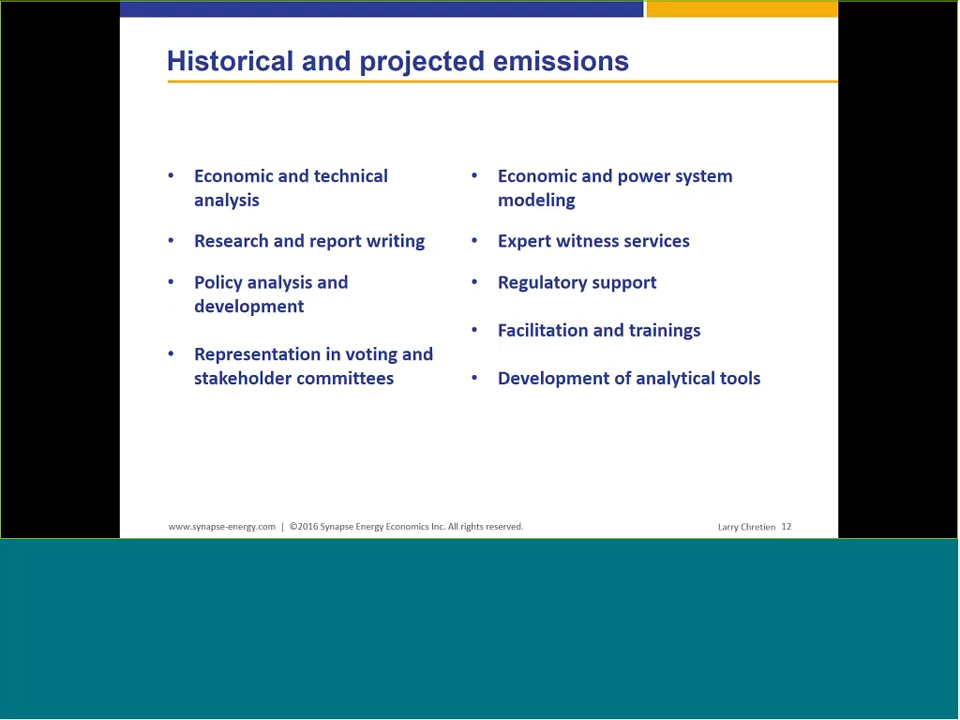 Historical and projected emissions
• Economic and technical
analysis
• Research and report writing
• Policy analysis and
development
• Representation in voting and
stakeholder committees
• Economic and power system
modeling
• Expert witness services
• Regulatory support
• Facilitation and trainings
• Development of analytical tools
www.synapse-energy.com | ©2016 Synapse Energy Economics Inc. All rights reserved.
Larry Chretien 12